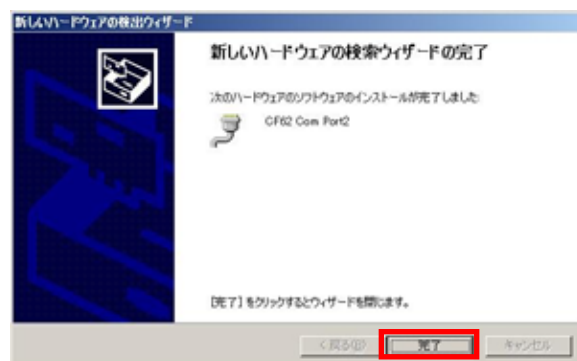 新しいハードウェアの検出ウィザード
新しいハードウェアの検索ウィザードの完了
次のハードウェアのソフトウェアのインストールが完了しました:
CF62 Com Port2
[完了] をクリックするとウィザードを閉じます。
< 戻る(B) 完了 キャンセル